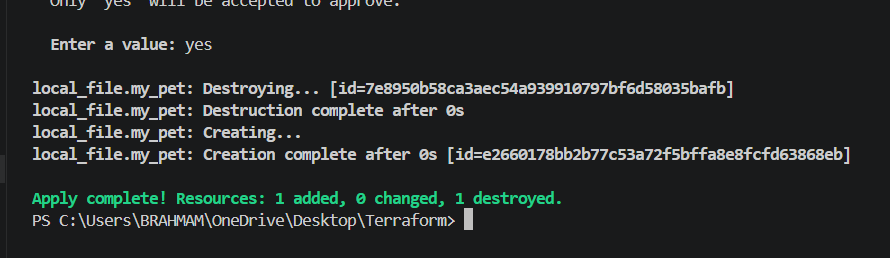 Only 'yes' will be accepted to approve.
Enter a value: yes
local_file.my_pet: Destroying... [id=7e8950b58ca3aec54a939910797bf6d58035bafb]
local_file.my_pet: Destruction complete after 0s
local_file.my_pet: Creating...
local_file.my_pet: Creation complete after 0s [id=e2660178bb2b77c53a72f5bffa8e8fcfd63868eb]
Apply complete! Resources: 1 added, 0 changed, 1 destroyed.
PS C:\Users\BRAHMAM\OneDrive\Desktop\Terraform>